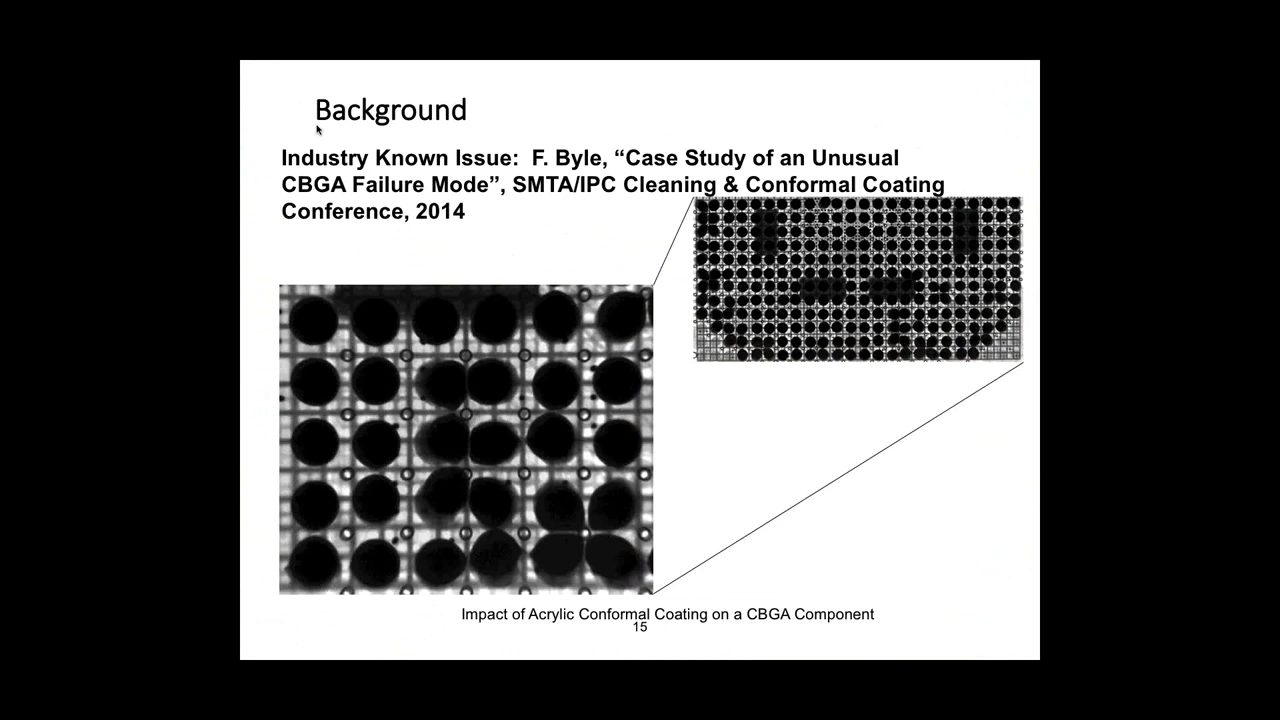 Background
Industry Known Issue:  F. Byle, “Case Study of an Unusual
CBGA Failure Mode”, SMTA/IPC Cleaning & Conformal Coating
Conference, 2014
Impact of Acrylic Conformal Coating on a CBGA Component
15